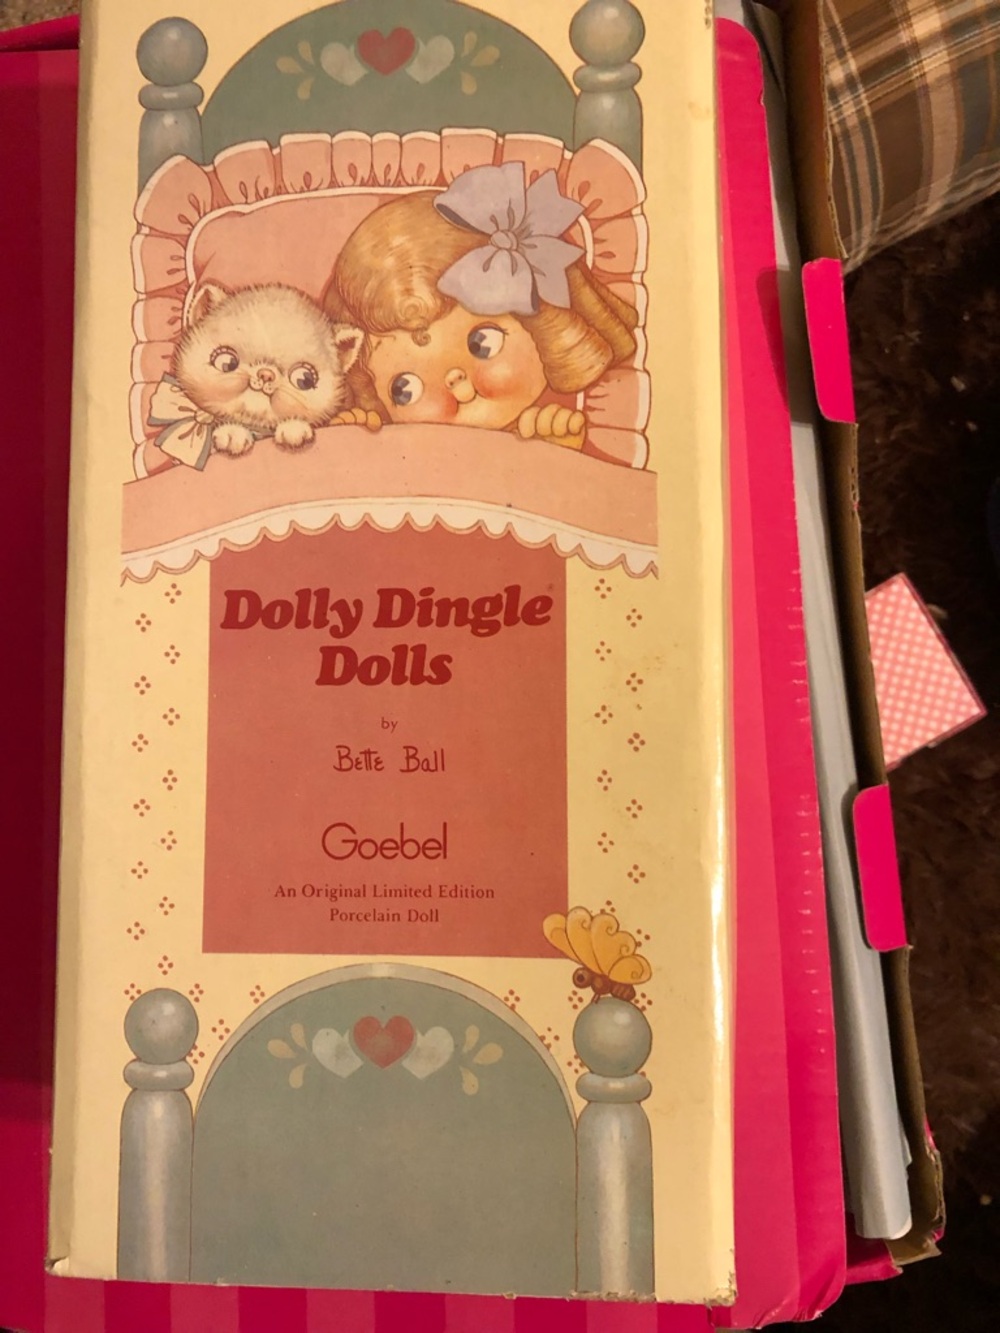 Dolly Dingle®
Dolls
by
Bette Ball
Goebel
An Original Limited Edition
Porcelain Doll